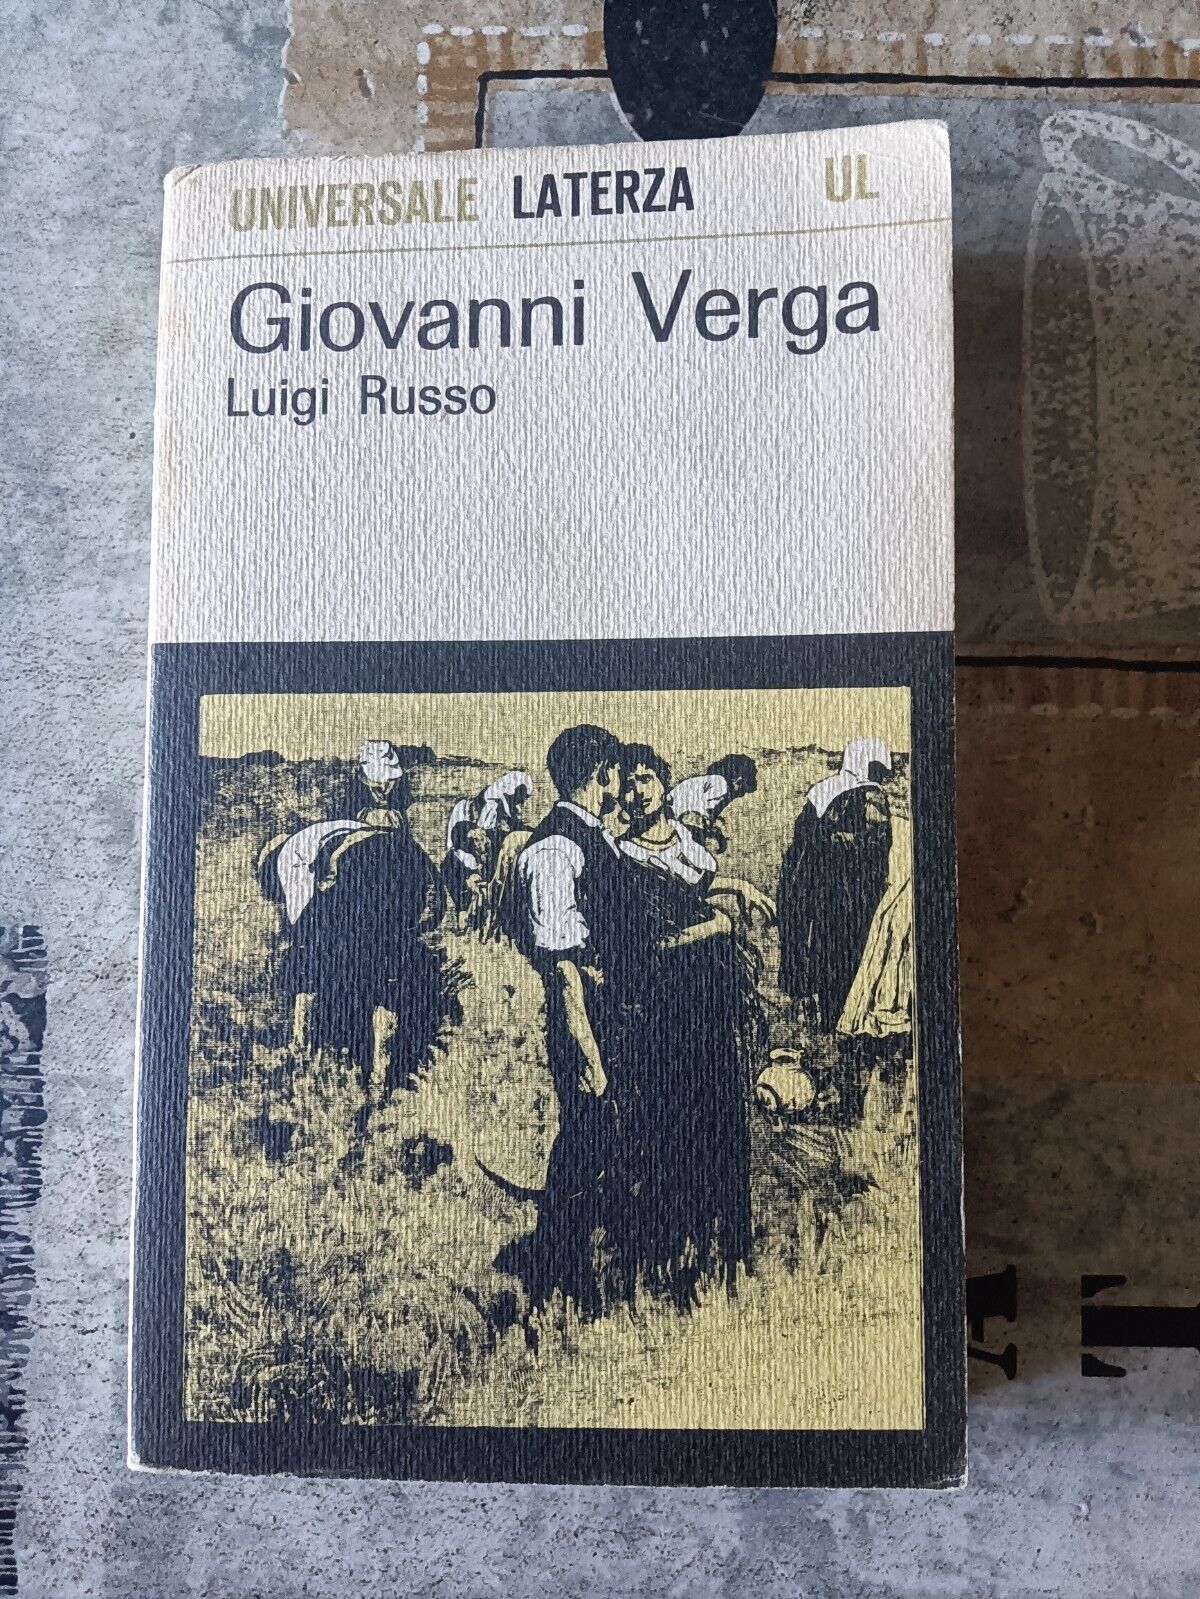 UNIVERSALE LATERZA UL
Giovanni Verga
Luigi Russo